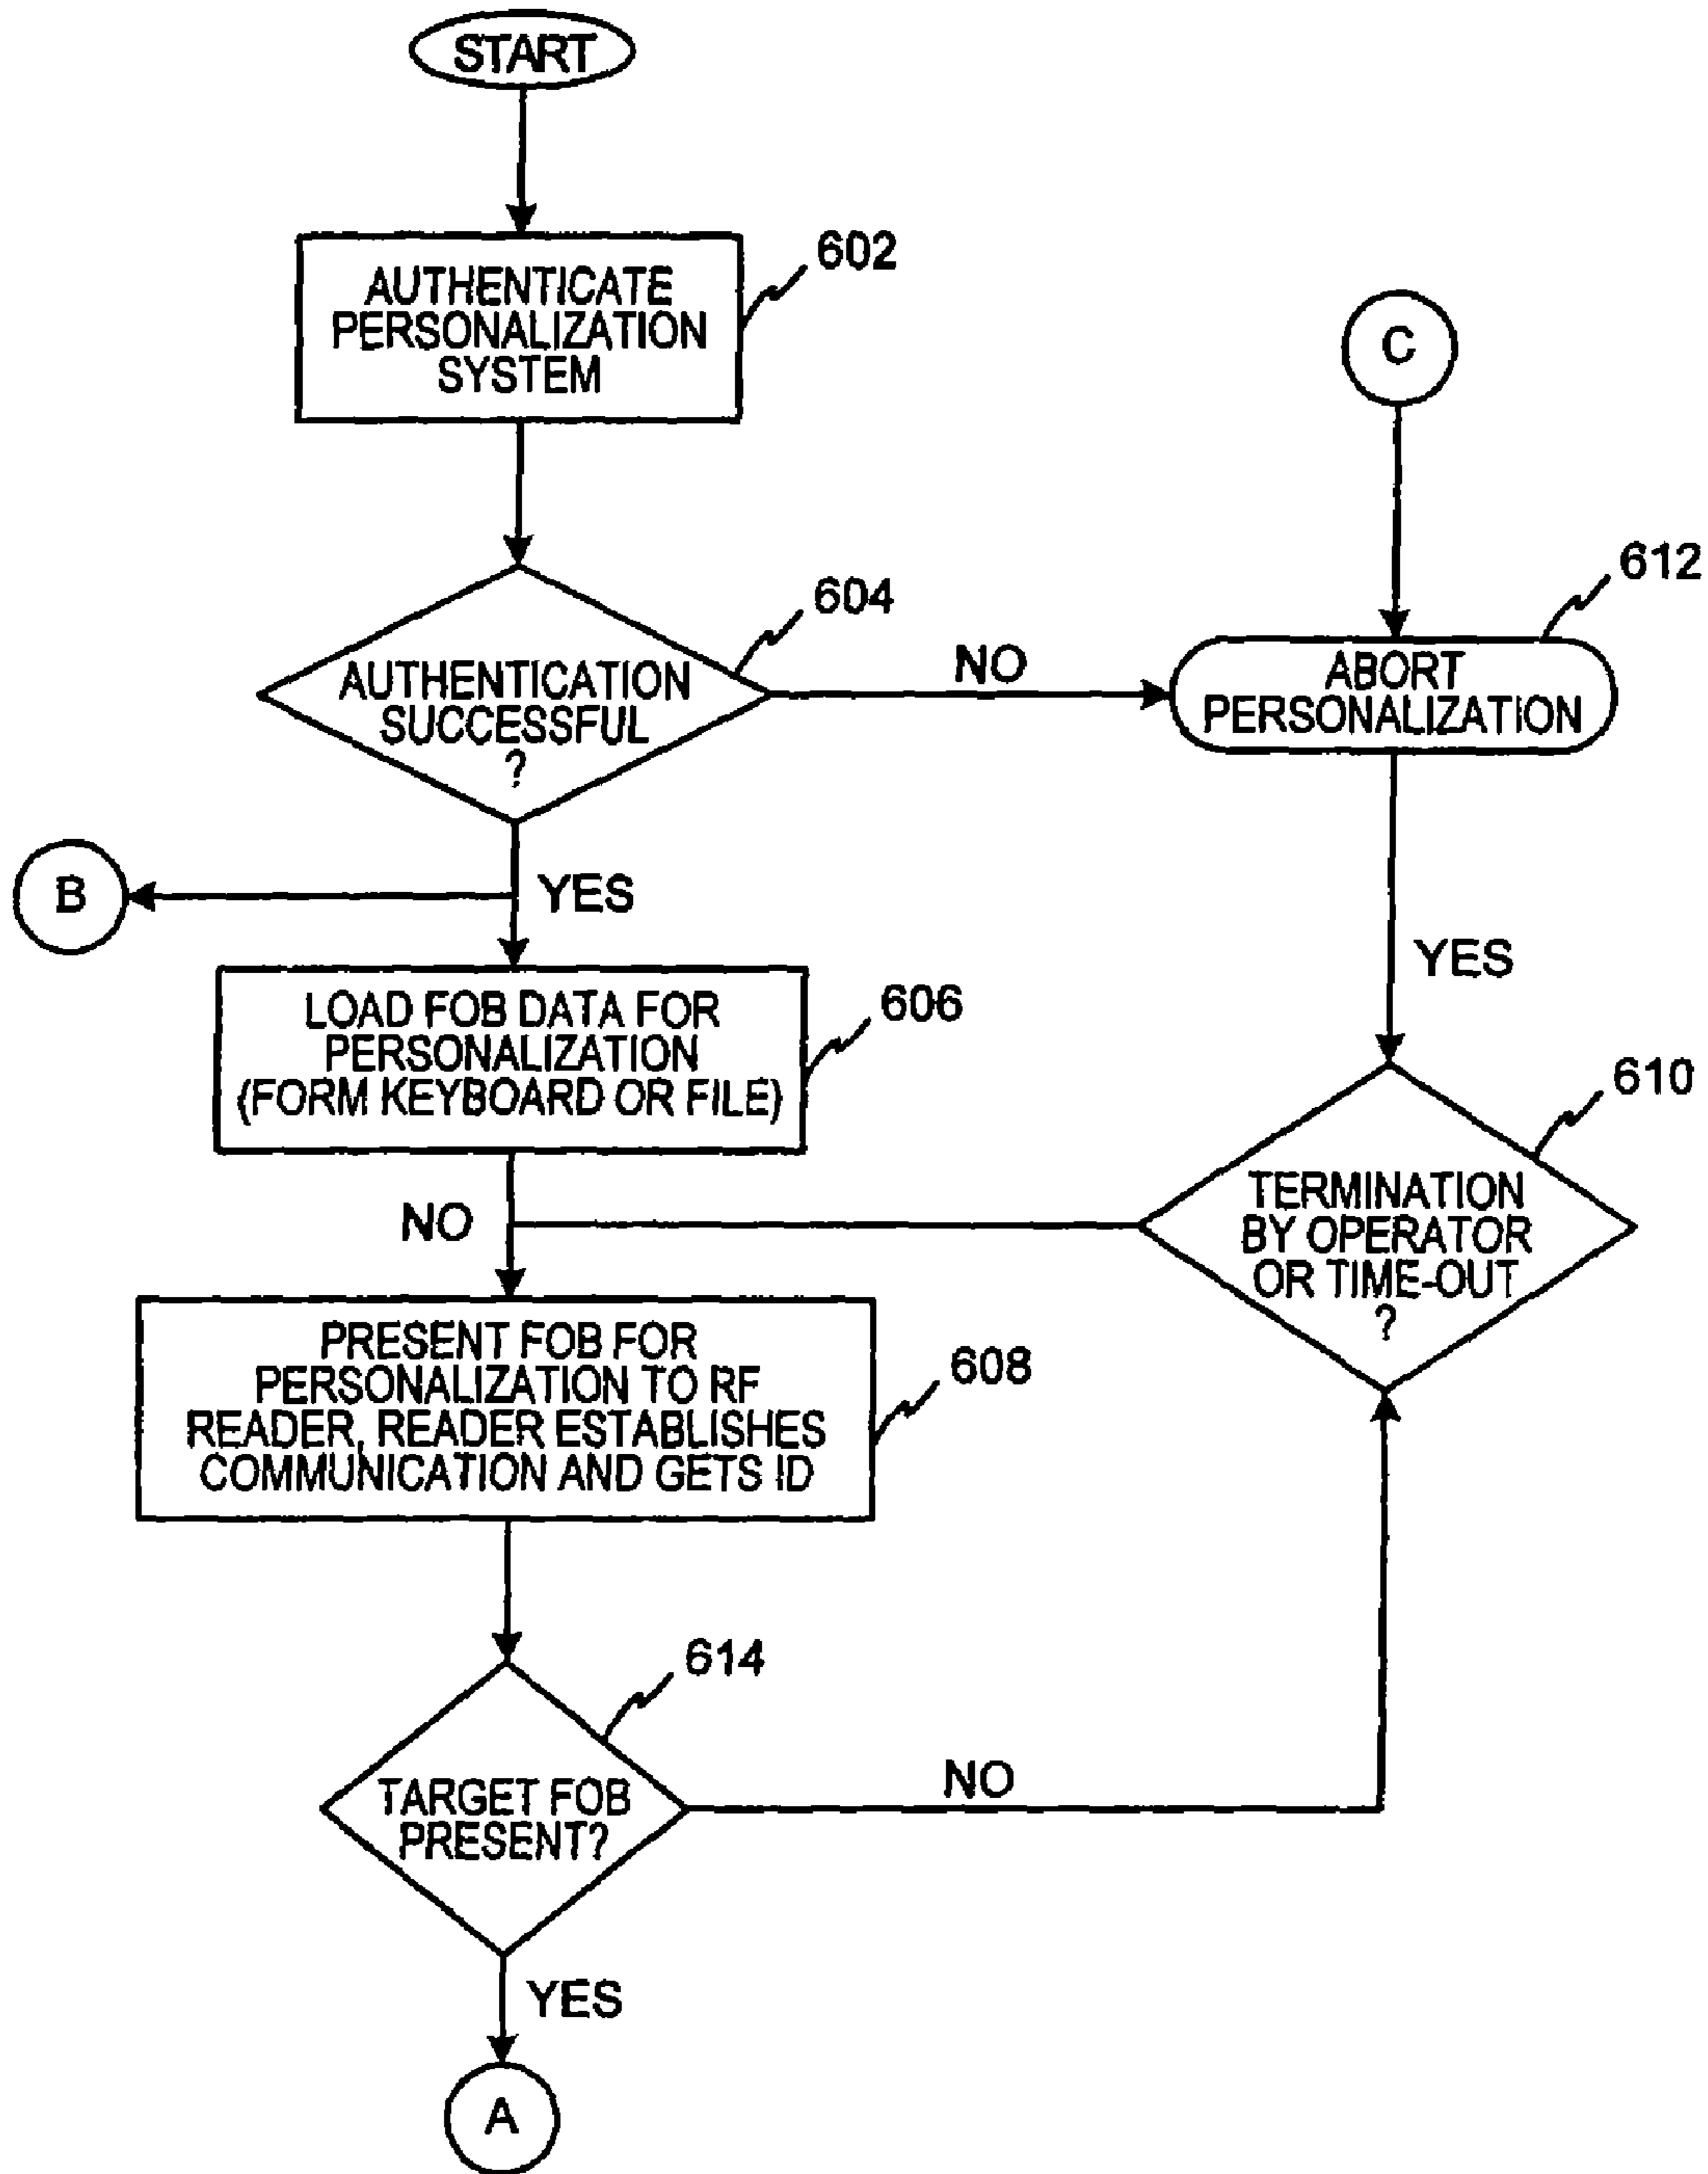 START
AUTHENTICATE
PERSONALIZATION
SYSTEM
602
C
AUTHENTICATION
SUCCESSFUL
?
604
NO
ABORT
PERSONALIZATION
612
B
YES
LOAD FOB DATA FOR
PERSONALIZATION
(FORM KEYBOARD OR FILE)
606
YES
610
TERMINATION
BY OPERATOR
OR TIME-OUT
?
NO
PRESENT FOB FOR
PERSONALIZATION TO RF
READER, READER ESTABLISHES
COMMUNICATION AND GETS ID
608
614
TARGET FOB
PRESENT?
NO
YES
A